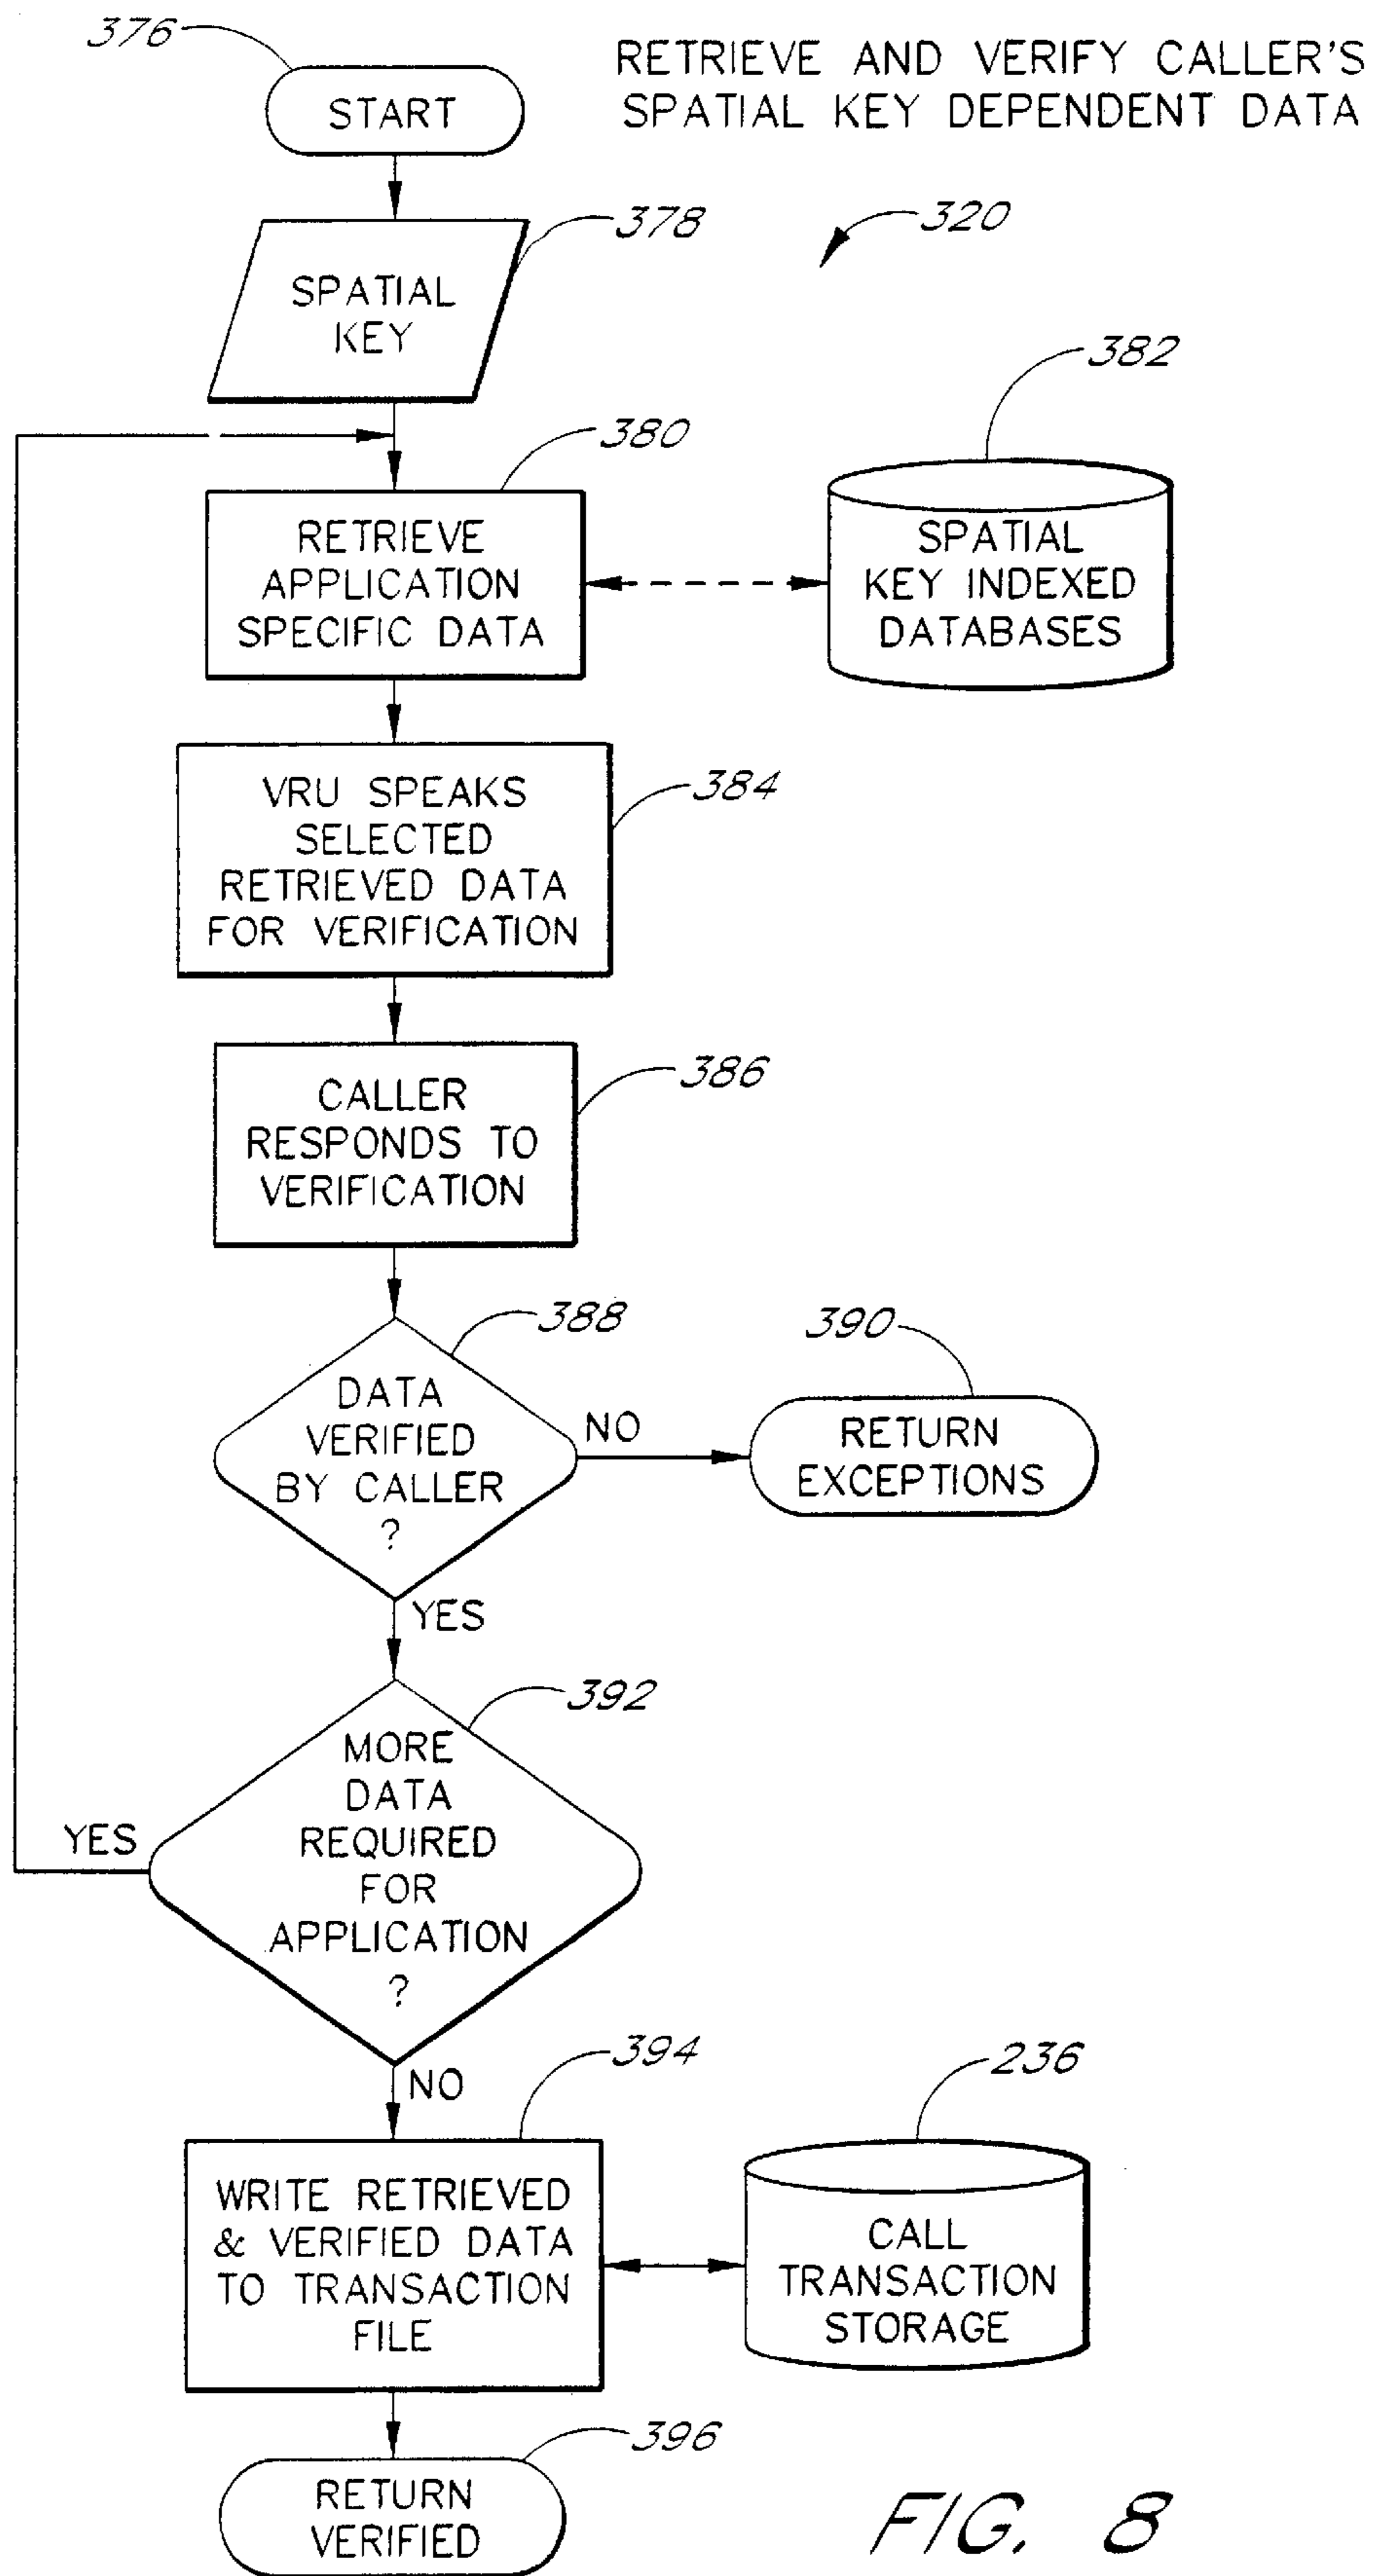 376
RETRIEVE AND VERIFY CALLER'S
SPATIAL KEY DEPENDENT DATA
START
378
320
SPATIAL
KEY
382
380
RETRIEVE
APPLICATION
SPECIFIC DATA
SPATIAL
KEY INDEXED
DATABASES
384
VRU SPEAKS
SELECTED
RETRIEVED DATA
FOR VERIFICATION
386
CALLER
RESPONDS TO
VERIFICATION
388
390
DATA
VERIFIED
BY CALLER
?
NO
RETURN
EXCEPTIONS
YES
392
MORE
DATA
REQUIRED
FOR
APPLICATION
?
YES
NO
394
236
WRITE RETRIEVED
& VERIFIED DATA
TO TRANSACTION
FILE
CALL
TRANSACTION
STORAGE
396
RETURN
VERIFIED
FIG. 8